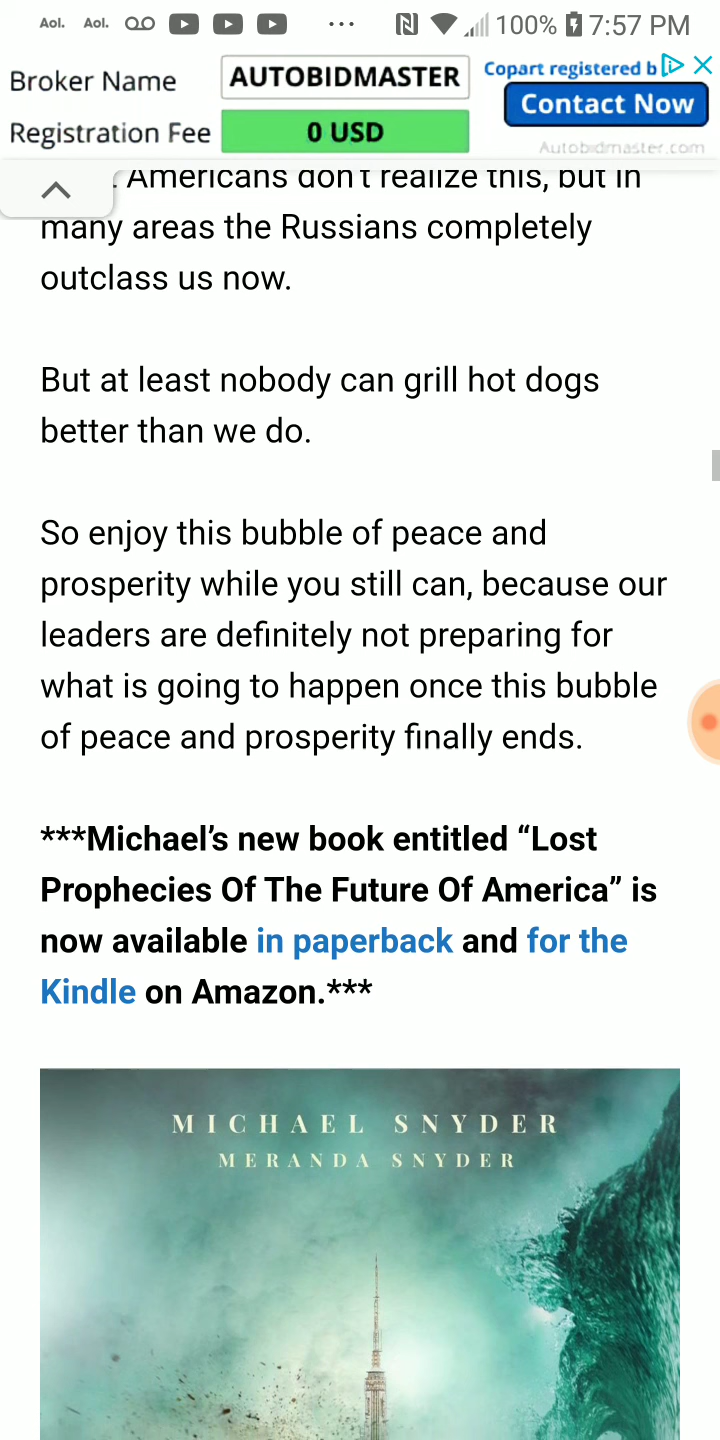 Aol. Aol. ... 100% 7:57 PM
Broker Name AUTOBIDMASTER Copart registered b
Contact Now
Registration Fee 0 USD
Autobidmaster.com
Americans don't realize this, but in
many areas the Russians completely
outclass us now.
But at least nobody can grill hot dogs
better than we do.
So enjoy this bubble of peace and
prosperity while you still can, because our
leaders are definitely not preparing for
what is going to happen once this bubble
of peace and prosperity finally ends.
***Michael’s new book entitled “Lost
Prophecies Of The Future Of America” is
now available in paperback and for the
Kindle on Amazon.***
MICHAEL SNYDER
MERANDA SNYDER